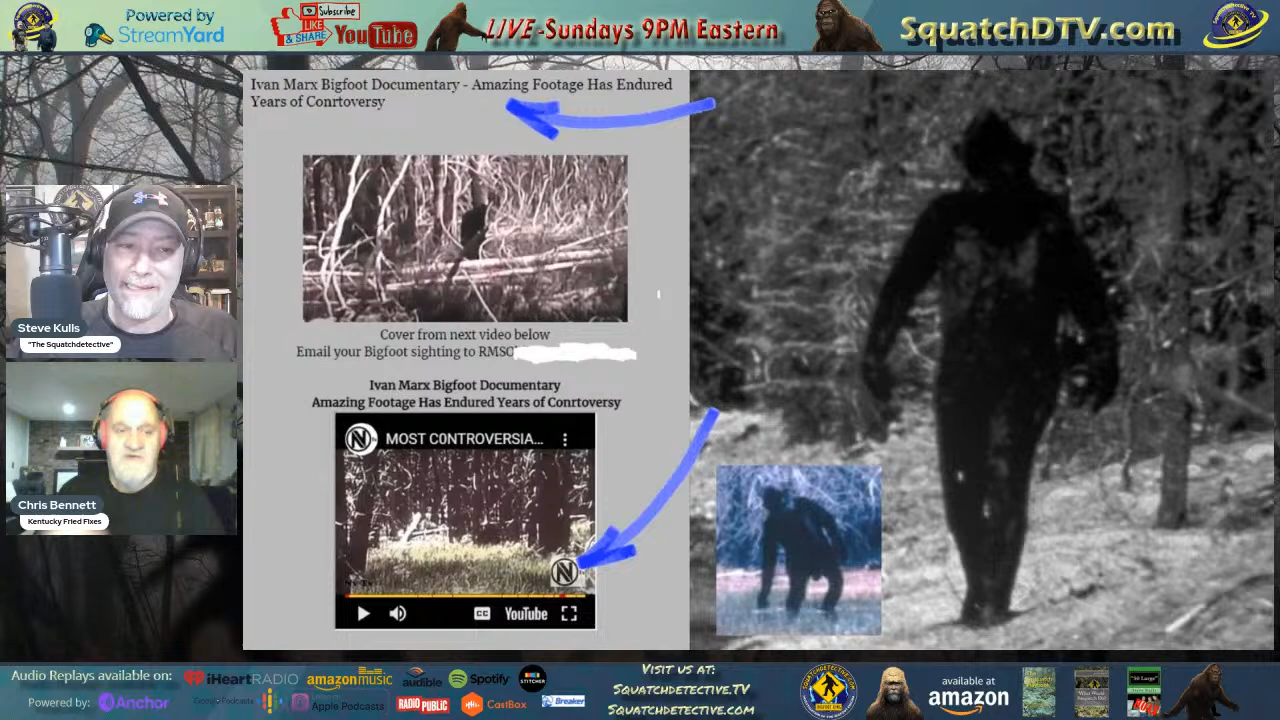 Powered by
StreamYard
Subscribe
LIKE
& SHARE
YouTube
LIVE-Sundays 9PM Eastern
SquatchDTV.com
Ivan Marx Bigfoot Documentary - Amazing Footage Has Endured
Years of Conrtoversy
Cover from next video below
Email your Bigfoot sighting to RMSO
Ivan Marx Bigfoot Documentary
Amazing Footage Has Endured Years of Conrtoversy
N
MOST C0NTROVERSIA...
N
CC
YouTube
Steve Kulls
"The Squatchdetective"
Chris Bennett
Kentucky Fried Fixes
Audio Replays available on:
iHeartRADIO
amazon music
audible
Spotify
STITCHER
Powered by:
Anchor
Google Podcasts
Apple Podcasts
RADIO PUBLIC
CastBox
Breaker
Visit us at:
Squatchdetective.TV
Squatchdetective.com
available at
amazon